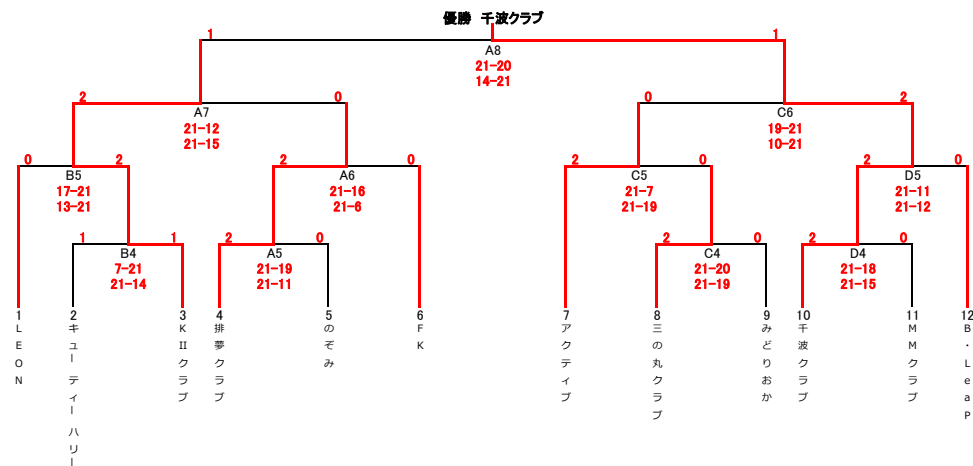 優勝 千波クラブ
1
1
A8
21-20
14-21
2
0
0
2
A7
21-12
21-15
C6
19-21
10-21
0
2
2
0
2
0
2
0
B5
17-21
13-21
A6
21-16
21-6
C5
21-7
21-19
D5
21-11
21-12
1
1
2
0
2
0
2
0
B4
7-21
21-14
A5
21-19
21-11
C4
21-20
21-19
D4
21-18
21-15
1
LEON
2
キューティーハリー
3
KⅡクラブ
4
排夢クラブ
5
のぞみ
6
FK
7
アクティブ
8
三の丸クラブ
9
みどりおか
10
千波クラブ
11
MMクラブ
12
B・LeaP